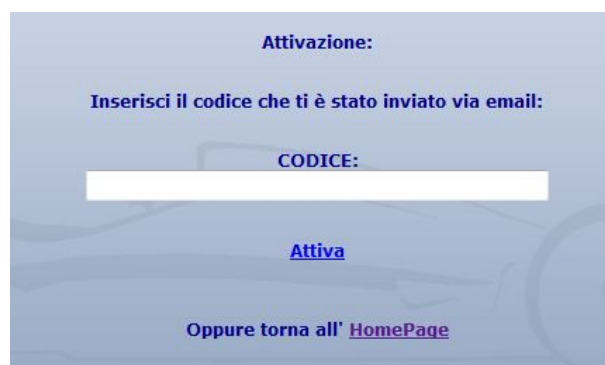 Attivazione:
Inserisci il codice che ti è stato inviato via email:
CODICE:
Attiva
Oppure torna all' HomePage